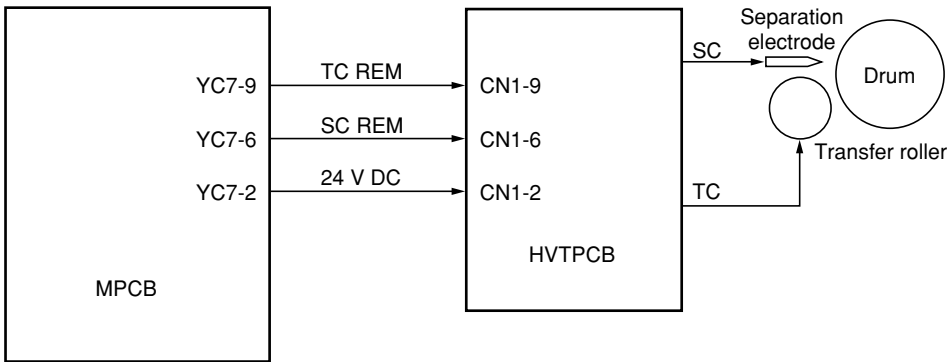 Separation
electrode
SC
Drum
TC REM
YC7-9
CN1-9
SC REM
YC7-6
CN1-6
Transfer roller
24 V DC
YC7-2
CN1-2
TC
HVTPCB
MPCB